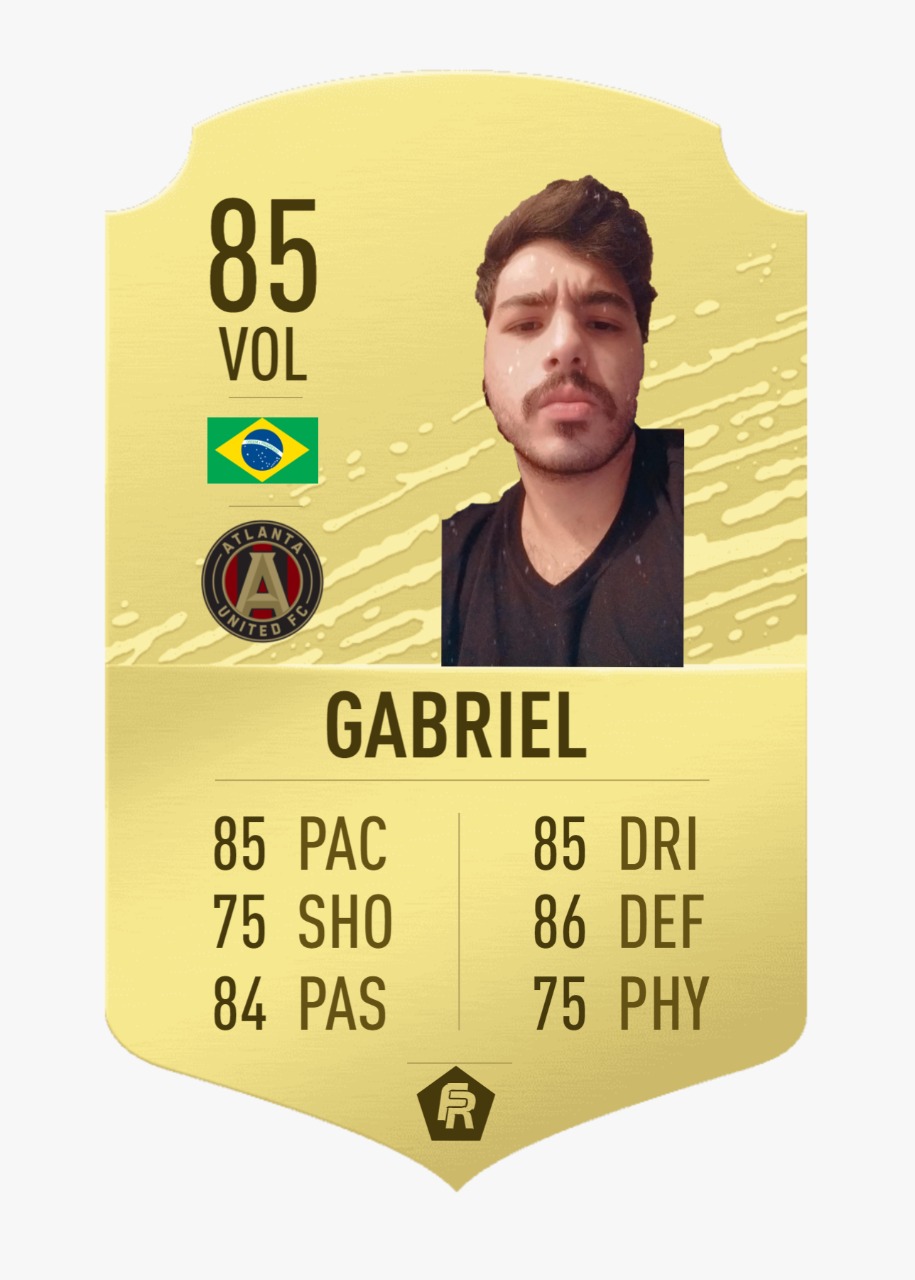 85
VOL
ATLANTA
UNITED FC
GABRIEL
85 PAC
75 SHO
84 PAS
85 DRI
86 DEF
75 PHY
FR